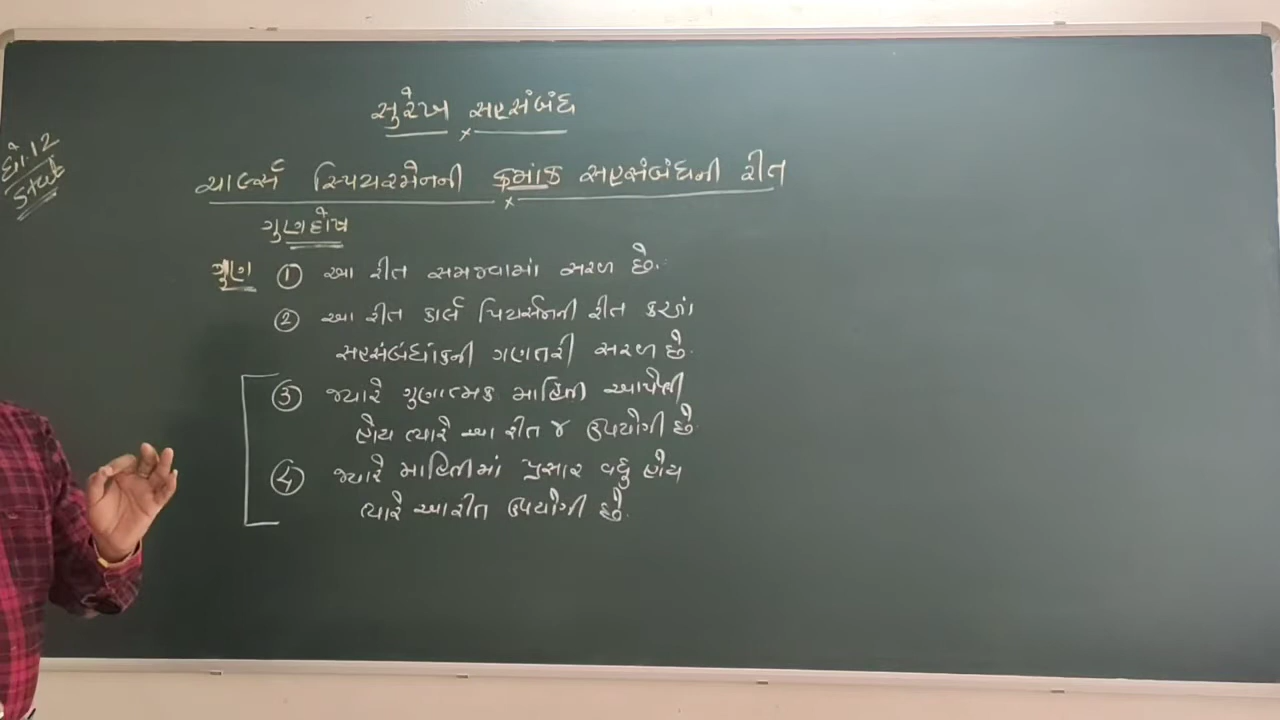 ધો.12
Stat
સુરેખ સહસંબંધ
ચાર્લ્સ સ્પિયરમેનની ક્રમાંક સહસંબંધની રીત
ગુણદોષ
ગુણ ① આ રીત સમજવામાં સરળ છે.
② આ રીત કાર્લ પિયર્સનની રીત કરતાં
સહસંબંધાંકની ગણતરી સરળ છે.
③ જ્યારે ગુણાત્મક માહિતી આપેલી
હોય ત્યારે આ રીત જ ઉપયોગી છે.
④ જ્યારે માહિતીમાં પ્રસાર વધુ હોય
ત્યારે આ રીત ઉપયોગી છે.